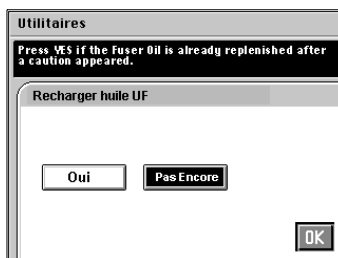 Utilitaires
Press YES if the Fuser Oil is already replenished after
a caution appeared.
Recharger huile UF
Oui
Pas Encore
OK